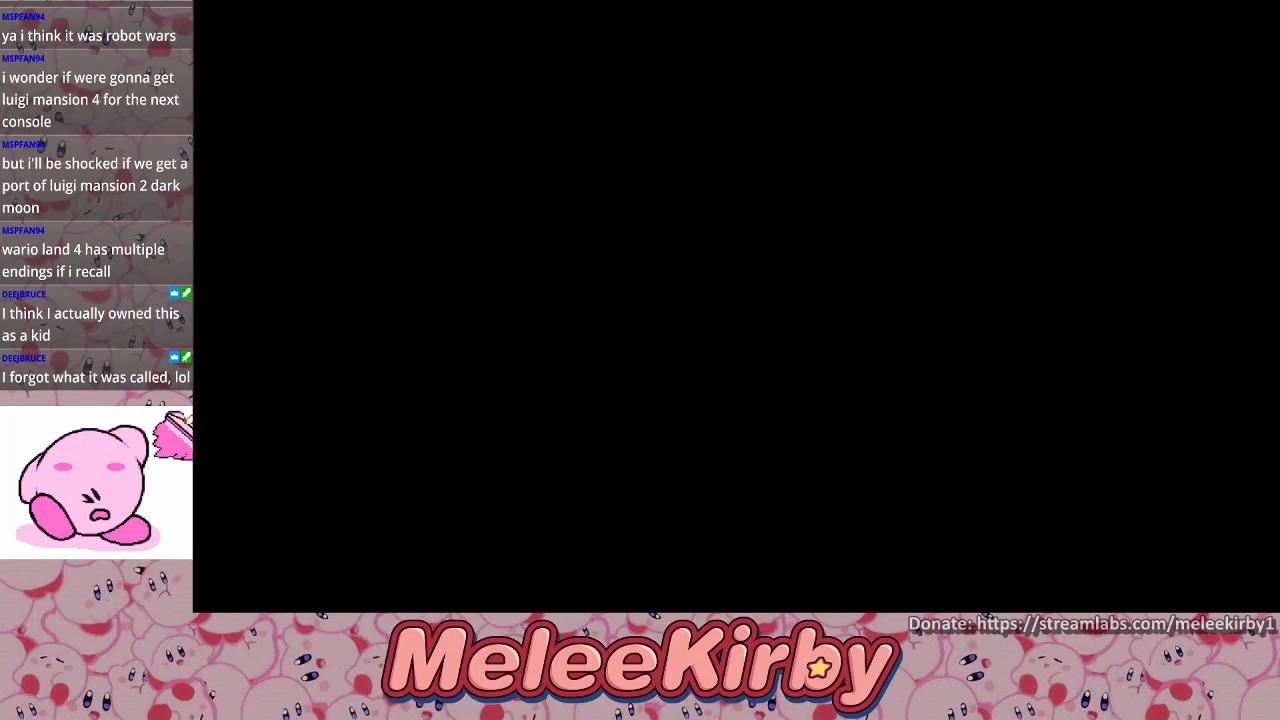 MSPFAN94
ya i think it was robot wars
MSPFAN94
i wonder if were gonna get
luigi mansion 4 for the next
console
MSPFAN94
but i'll be shocked if we get a
port of luigi mansion 2 dark
moon
MSPFAN94
wario land 4 has multiple
endings if i recall
DEEJBRUCE
I think I actually owned this
as a kid
DEEJBRUCE
I forgot what it was called, lol
Donate: https://streamlabs.com/meleekirby1
MeleeKirby